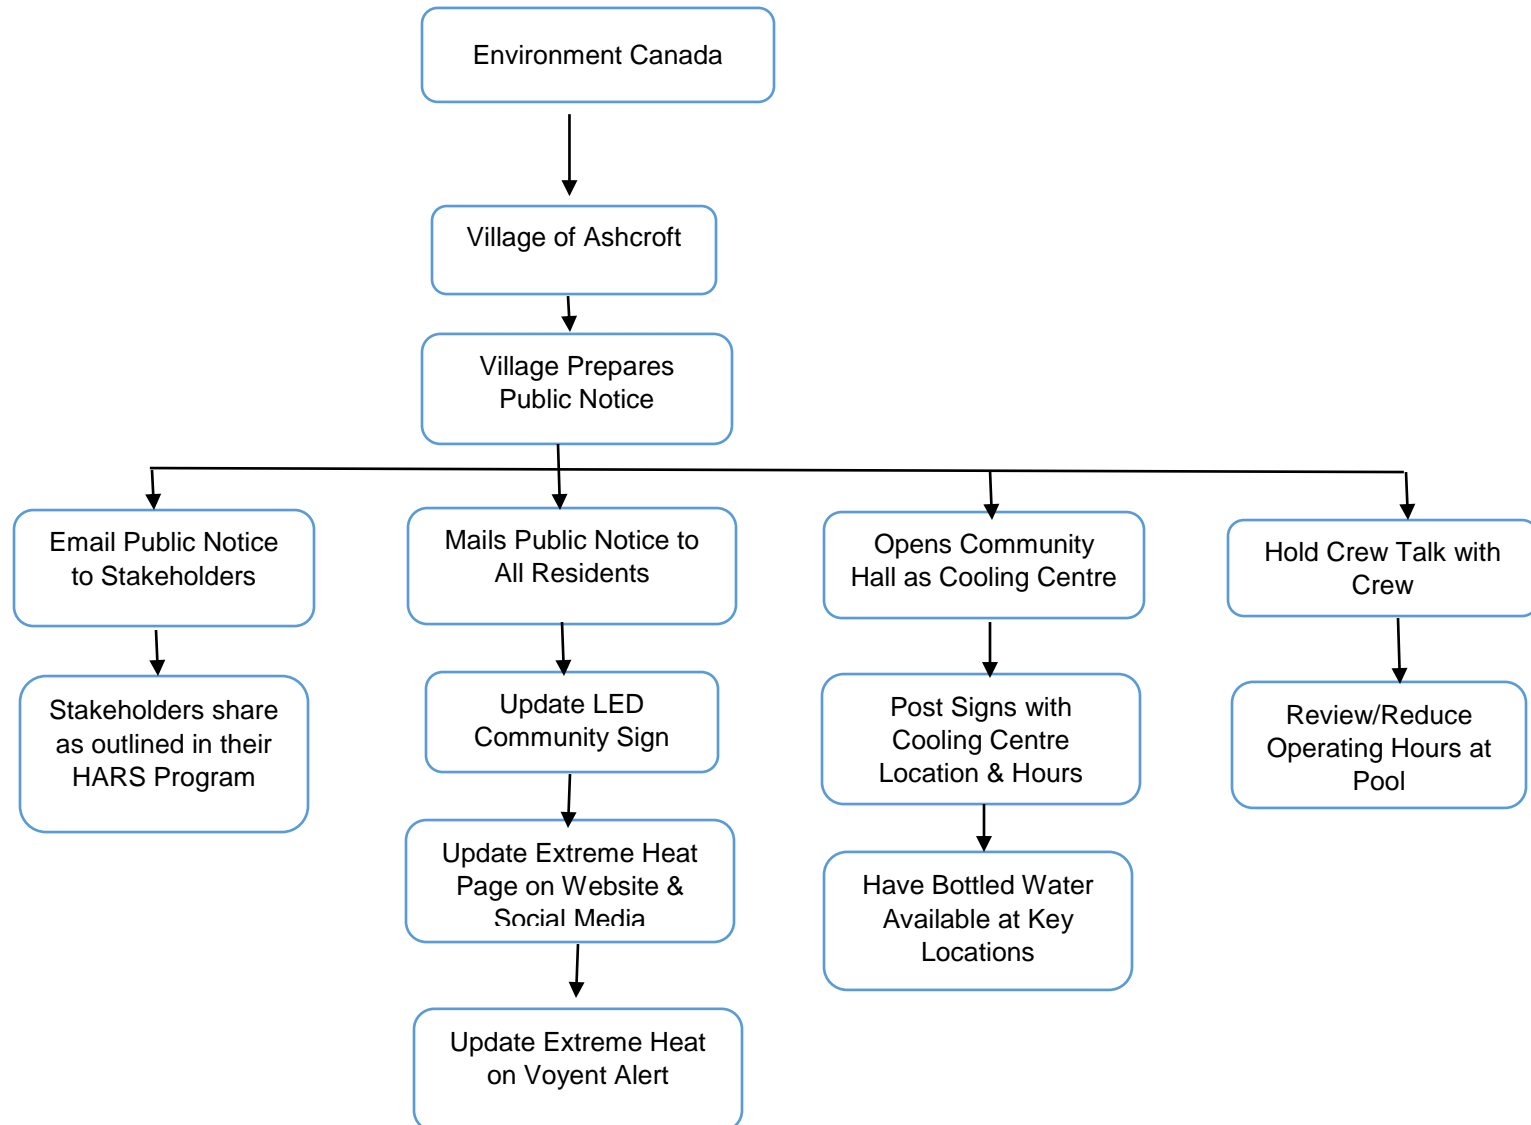 Environment Canada
Village of Ashcroft
Village Prepares
Public Notice
Email Public Notice
to Stakeholders
Mails Public Notice to
All Residents
Opens Community
Hall as Cooling Centre
Hold Crew Talk with
Crew
Stakeholders share
as outlined in their
HARS Program
Update LED
Community Sign
Post Signs with
Cooling Centre
Location & Hours
Review/Reduce
Operating Hours at
Pool
Update Extreme Heat
Page on Website &
Social Media
Have Bottled Water
Available at Key
Locations
Update Extreme Heat
on Voyent Alert